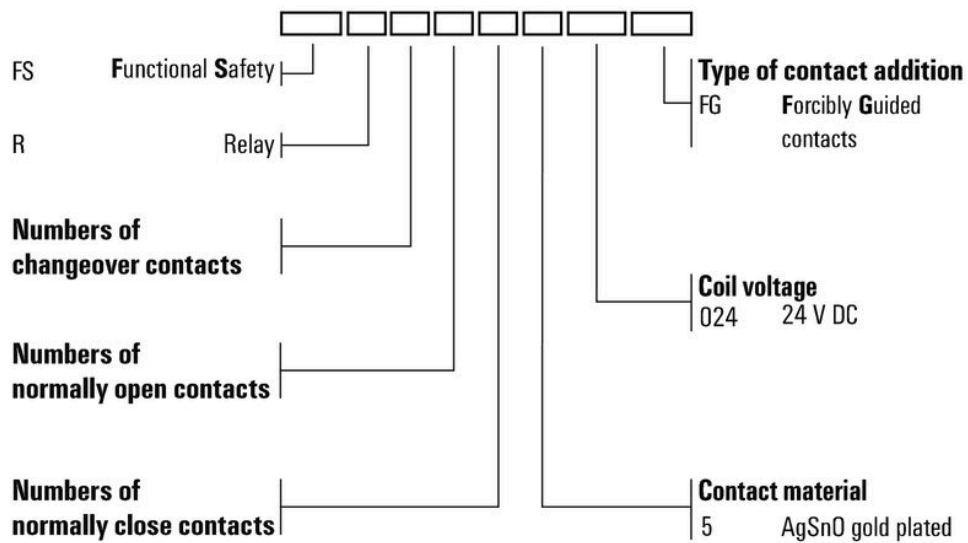 FS Functional Safety
R Relay
Numbers of
changeover contacts
Numbers of
normally open contacts
Numbers of
normally close contacts
Type of contact addition
FG Forcibly Guided
contacts
Coil voltage
024 24 V DC
Contact material
5 AgSnO gold plated